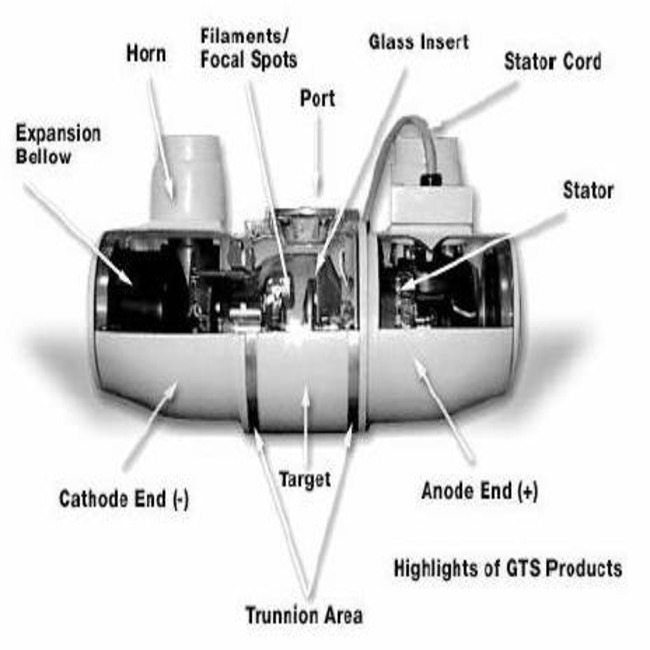 Filaments/
Focal Spots
Glass Insert
Horn
Stator Cord
Port
Expansion
Bellow
Stator
Target
Cathode End (-)
Anode End (+)
Highlights of GTS Products
Trunnion Area